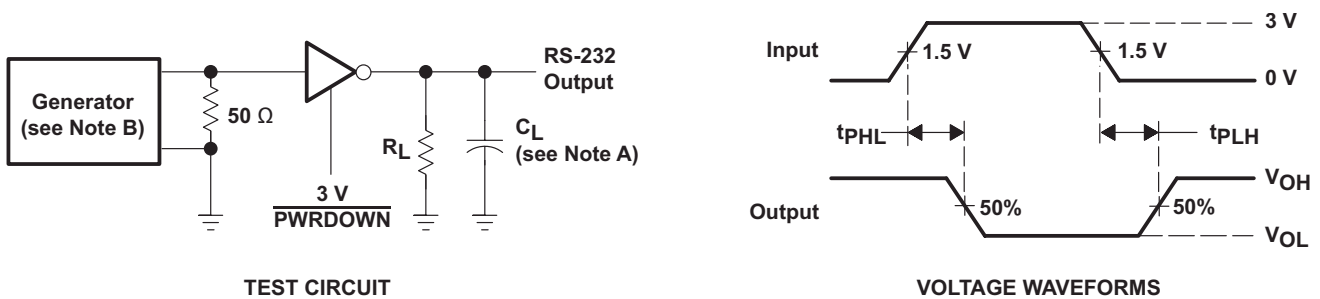 Generator
(see Note B)
50 Ω
RS-232
Output
RL
CL
(see Note A)
3 V
PWRDOWN
TEST CIRCUIT
Input
1.5 V
1.5 V
3 V
0 V
tPHL
tPLH
Output
50%
50%
VOH
VOL
VOLTAGE WAVEFORMS